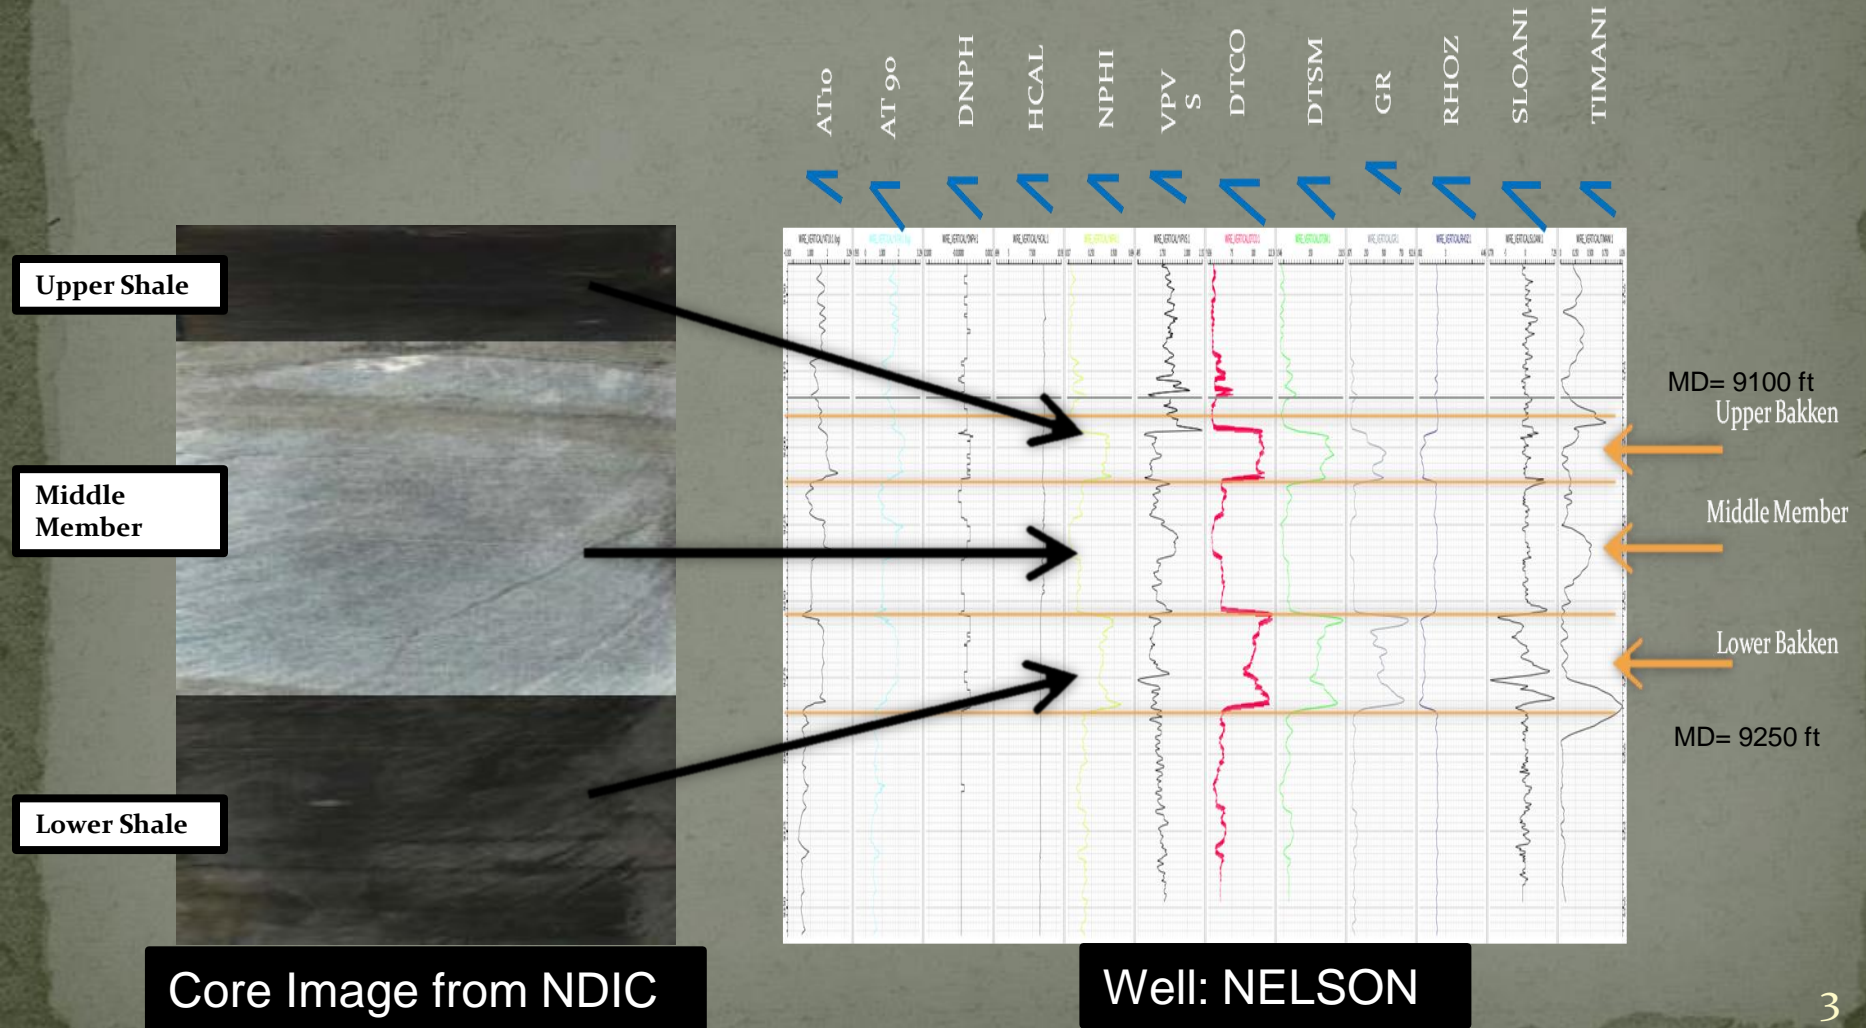 AT10
AT 90
DNPH
HCAL
NPHI
VPV
S
DTCO
DTSM
GR
RHOZ
SLOANI
TIMANI
Upper Shale
Middle
Member
Lower Shale
MD= 9100 ft
Upper Bakken
Middle Member
Lower Bakken
MD= 9250 ft
Core Image from NDIC
Well: NELSON
3